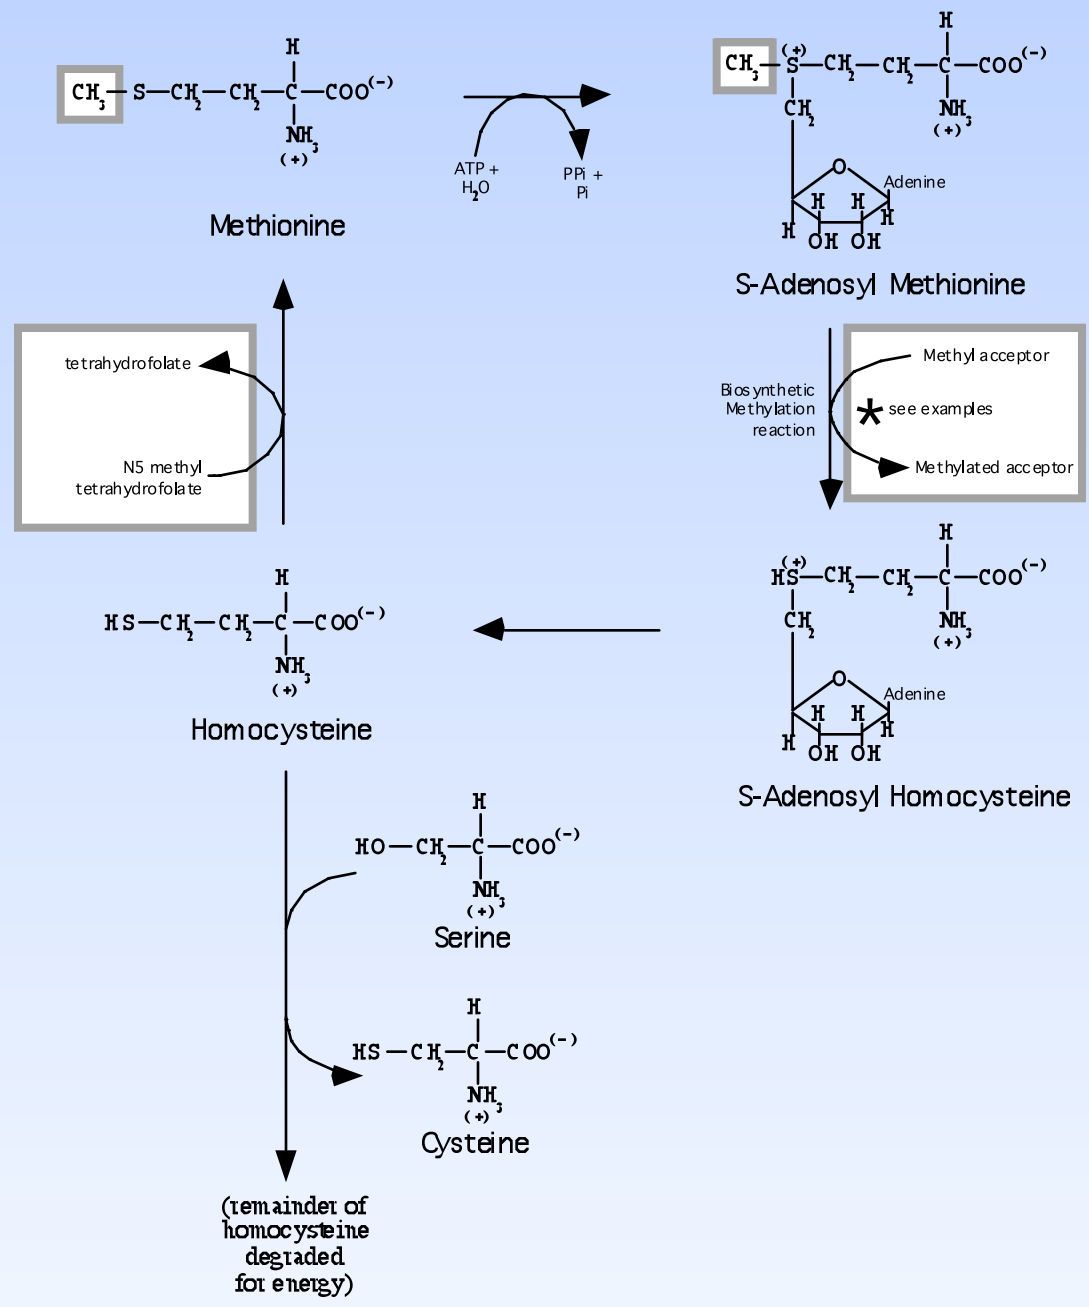 H
CH3 S CH2 CH2 C COO(-)
NH3
(+)
Methionine
ATP +
H2O
PPi +
Pi
H
CH3 S(+) CH2 CH2 C COO(-)
CH2 NH3
(+)
O
Adenine
H H
H H
OH OH
S-Adenosyl Methionine
tetrahydrofolate
N5 methyl
tetrahydrofolate
Biosynthetic
Methylation
reaction
Methyl acceptor
* see examples
Methylated acceptor
H
HS(+) CH2 CH2 C COO(-)
CH2 NH3
(+)
O
Adenine
H H
H H
OH OH
S-Adenosyl Homocysteine
H
HS CH2 CH2 C COO(-)
NH3
(+)
Homocysteine
H
HO CH2 C COO(-)
NH3
(+)
Serine
H
HS CH2 C COO(-)
NH3
(+)
Cysteine
(remainder of
homocysteine
degraded
for energy)